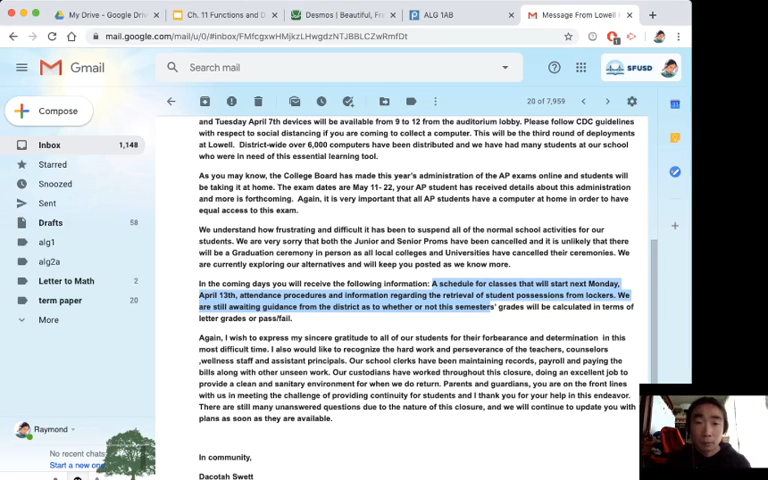 My Drive - Google Driv
Ch. 11 Functions and D
Desmos | Beautiful, Fre
ALG 1AB
Message From Lowell A
mail.google.com/mail/u/0/#inbox/FMfcgxwHMjkzLHwgdzNTJBBLCZwRmfDt
Gmail
Search mail
SFUSD
Compose
20 of 7,959
Inbox 1,148
Starred
Snoozed
Sent
Drafts 58
alg1
alg2a
Letter to Math 2
term paper 20
More
and Tuesday April 7th devices will be available from 9 to 12 from the auditorium lobby. Please follow CDC guidelines
with respect to social distancing if you are coming to collect a computer. This will be the third round of deployments
at Lowell. District-wide over 6,000 computers have been distributed and we have had many students at our school
who were in need of this essential learning tool.
As you may know, the College Board has made this year's administration of the AP exams online and students will
be taking it at home. The exam dates are May 11- 22, your AP student has received details about this administration
and more is forthcoming. Again, it is very important that all AP students have a computer at home in order to have
equal access to this exam.
We understand how frustrating and difficult it has been to suspend all of the normal school activities for our
students. We are very sorry that both the Junior and Senior Proms have been cancelled and it is unlikely that there
will be a Graduation ceremony in person as all local colleges and Universities have cancelled their ceremonies. We
are currently exploring our alternatives and will keep you posted as we know more.
In the coming days you will receive the following information: A schedule for classes that will start next Monday,
April 13th, attendance procedures and information regarding the retrieval of student possessions from lockers. We
are still awaiting guidance from the district as to whether or not this semesters' grades will be calculated in terms of
letter grades or pass/fail.
Again, I wish to express my sincere gratitude to all of our students for their forbearance and determination in this
most difficult time. I also would like to recognize the hard work and perseverance of the teachers, counselors
,wellness staff and assistant principals. Our school clerks have been maintaining records, payroll and paying the
bills along with other unseen work. Our custodians have worked throughout this closure, doing an excellent job to
provide a clean and sanitary environment for when we do return. Parents and guardians, you are on the front lines
with us in meeting the challenge of providing continuity for students and I thank you for your help in this endeavor.
There are still many unanswered questions due to the nature of this closure, and we will continue to update you with
plans as soon as they are available.
In community,
Dacotah Swett
Raymond
No recent chats
Start a new one